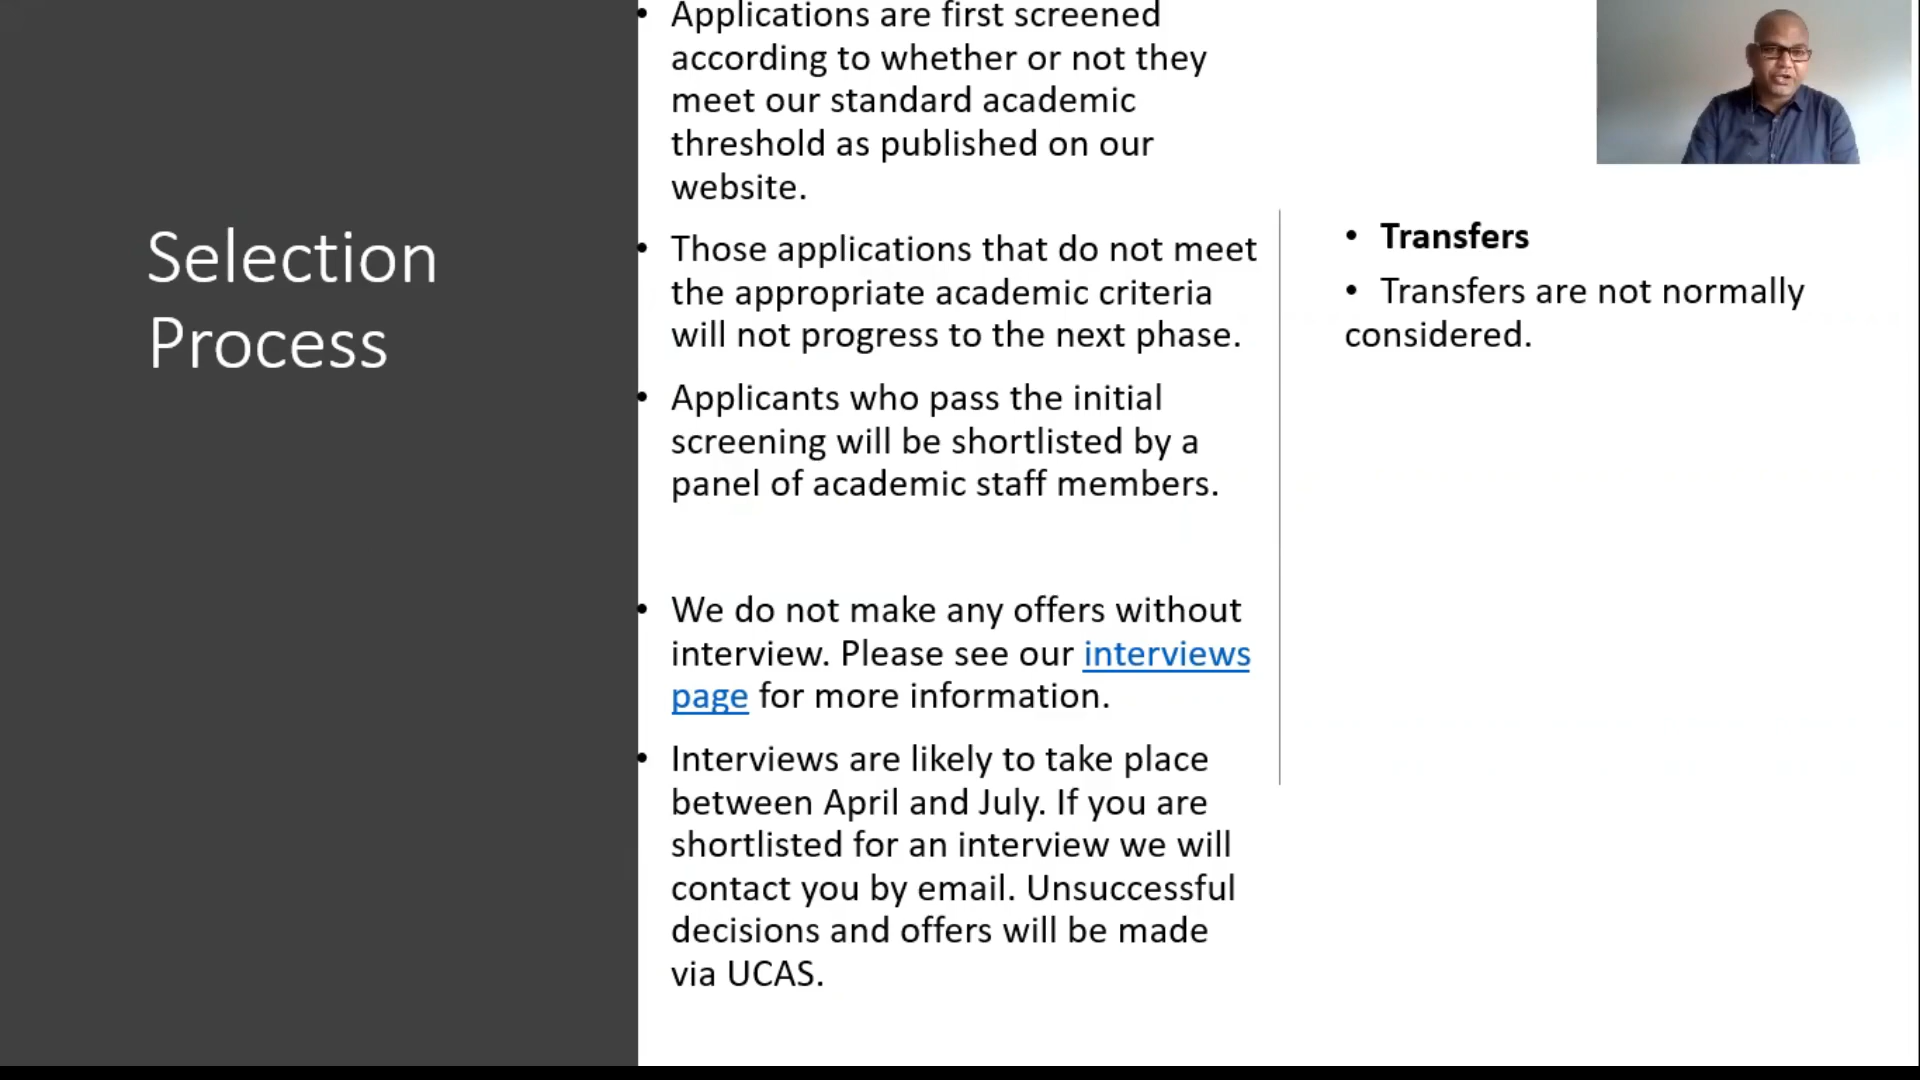 Selection
Process
• Applications are first screened
according to whether or not they
meet our standard academic
threshold as published on our
website.
• Those applications that do not meet
the appropriate academic criteria
will not progress to the next phase.
• Applicants who pass the initial
screening will be shortlisted by a
panel of academic staff members.
• We do not make any offers without
interview. Please see our interviews
page for more information.
• Interviews are likely to take place
between April and July. If you are
shortlisted for an interview we will
contact you by email. Unsuccessful
decisions and offers will be made
via UCAS.
• Transfers
• Transfers are not normally
considered.